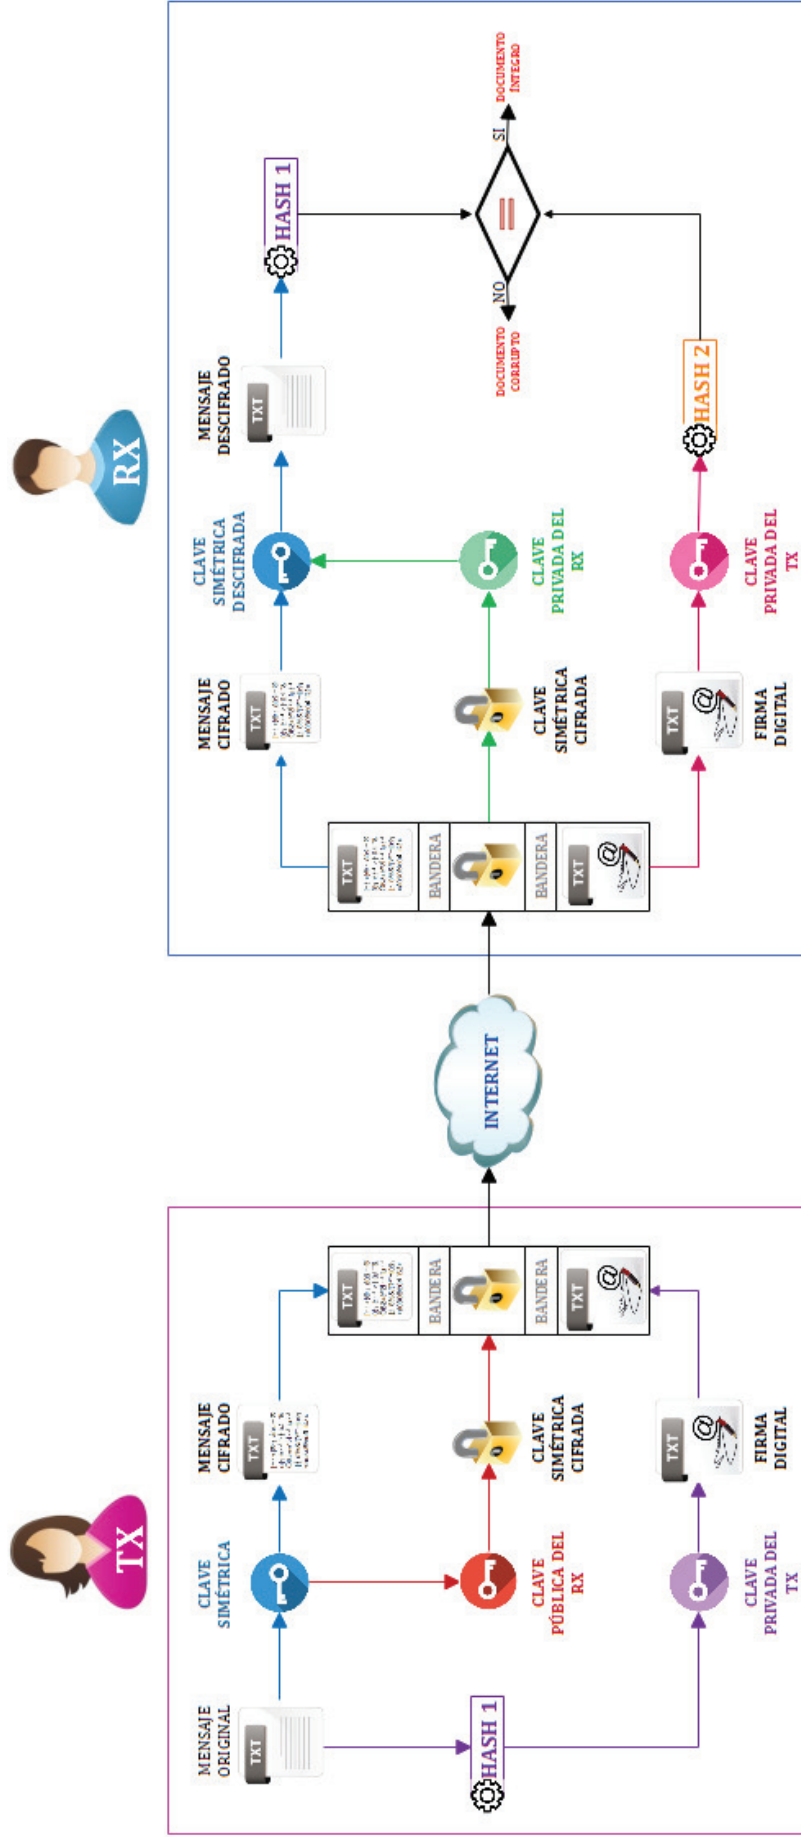 TX
MENSAJE
ORIGINAL
TXT
CLAVE
SIMÉTRICA
MENSAJE
CIFRADO
TXT
HASH 1
CLAVE
PÚBLICA DEL
RX
CLAVE
SIMÉTRICA
CIFRADA
CLAVE
PRIVADA DEL
TX
TXT
@
FIRMA
DIGITAL
TXT
BANDERA
BANDERA
TXT
@
INTERNET
RX
TXT
BANDERA
BANDERA
TXT
@
MENSAJE
CIFRADO
TXT
CLAVE
SIMÉTRICA
DESCIFRADA
MENSAJE
DESCIFRADO
TXT
HASH 1
CLAVE
SIMÉTRICA
CIFRADA
CLAVE
PRIVADA DEL
RX
DOCUMENTO
CORRUPTO
NO
=
SI
DOCUMENTO
ÍNTEGRO
TXT
@
FIRMA
DIGITAL
CLAVE
PRIVADA DEL
TX
HASH 2